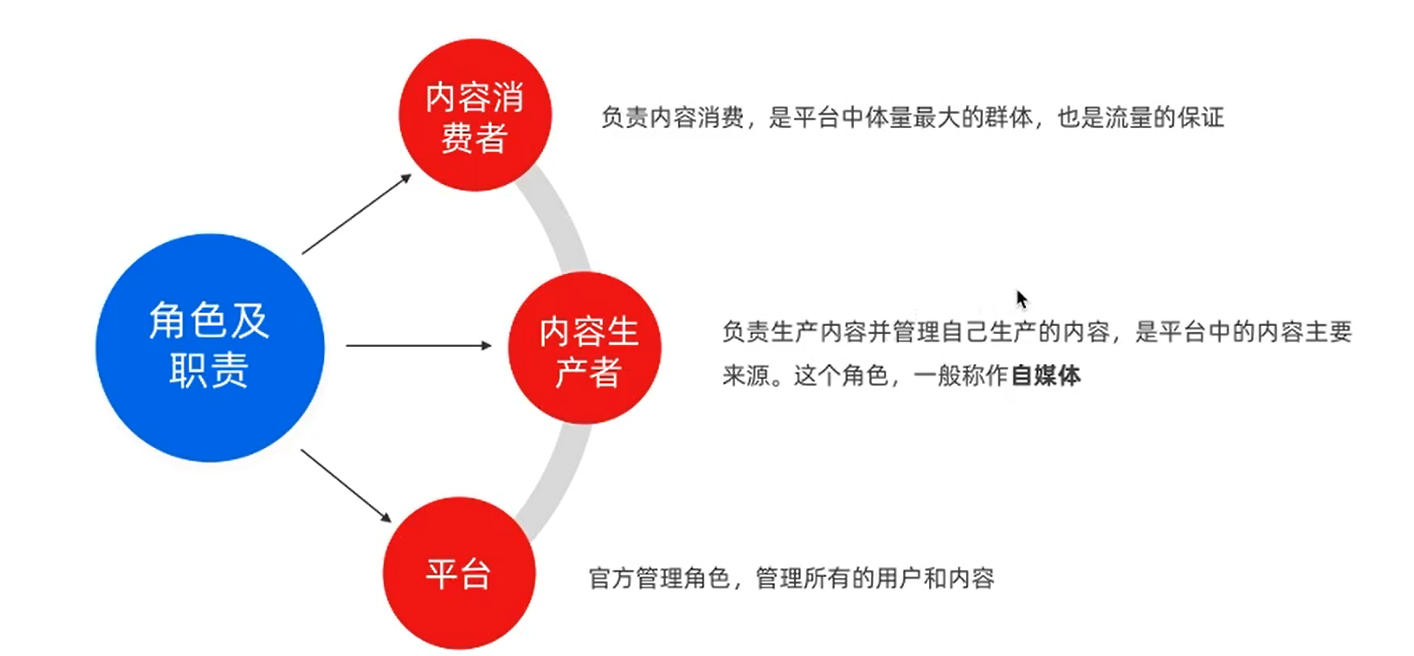 内容消
费者
负责内容消费，是平台中体量最大的群体，也是流量的保证
角色及
职责
内容生
产者
负责生产内容并管理自己生产的内容，是平台中的内容主要
来源。这个角色，一般称作自媒体
平台
官方管理角色，管理所有的用户和内容